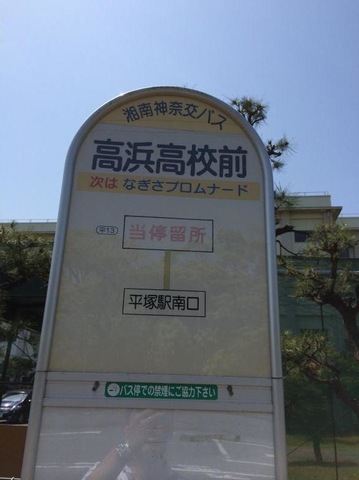 湘南神奈交バス
高浜高校前
次は なぎさプロムナード
平13
当停留所
平塚駅南口
バス停での禁煙にご協力下さい